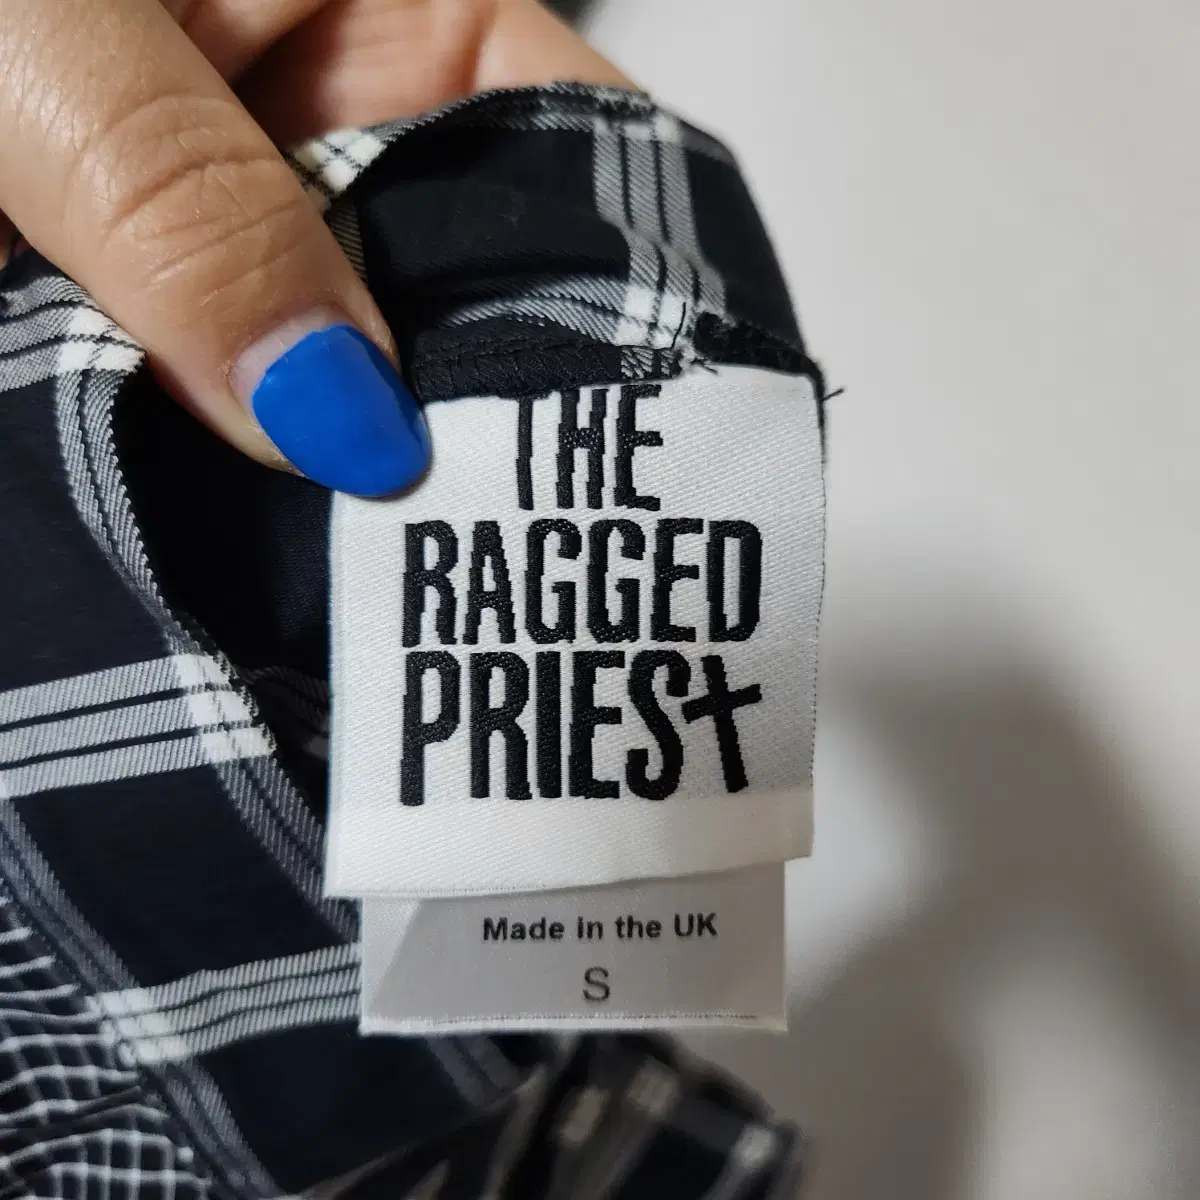 THE
RAGGED
PRIEST
Made in the UK
S